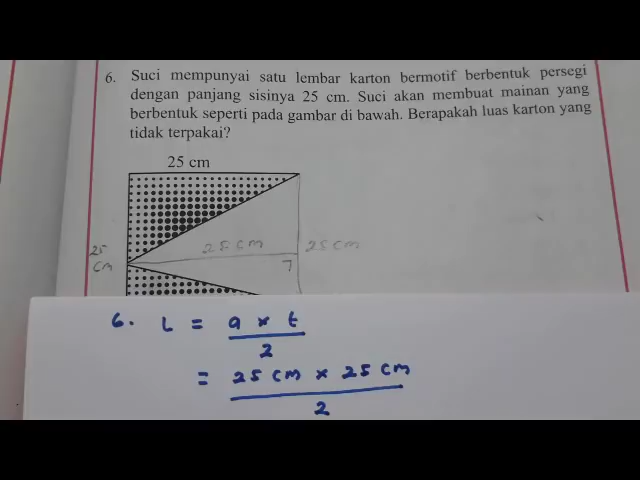 6. Suci mempunyai satu lembar karton bermotif berbentuk persegi
dengan panjang sisinya 25 cm. Suci akan membuat mainan yang
berbentuk seperti pada gambar di bawah. Berapakah luas karton yang
tidak terpakai?
25 cm
25 cm
25 cm
25 cm
6. L = a x t
2
= 25 cm x 25 cm
2